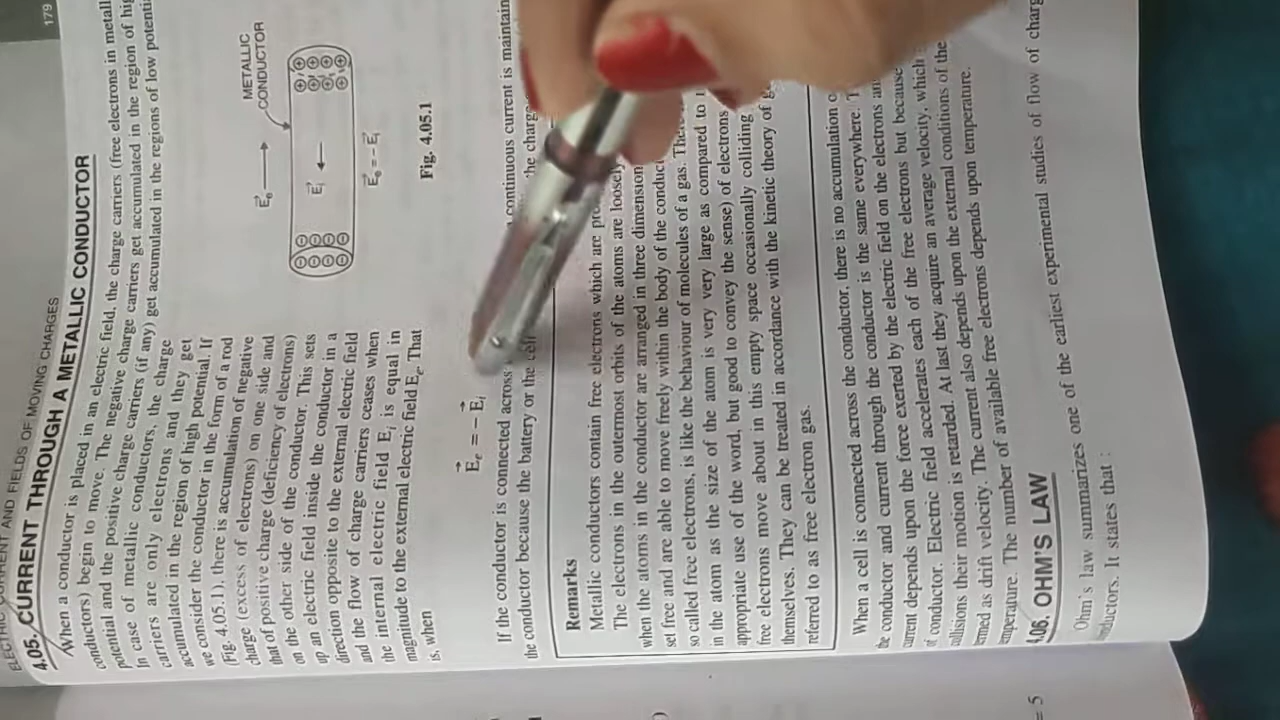 179
ELECTRIC CURRENT AND FIELDS OF MOVING CHARGES
4.05. CURRENT THROUGH A METALLIC CONDUCTOR
When a conductor is placed in an electric field, the charge carriers (free electrons in metall
conductors) begin to move. The negative charge carriers get accumulated in the region of hig
potential and the positive charge carriers (if any) get accumulated in the regions of low potenti
In case of metallic conductors, the charge
carriers are only electrons and they get
accumulated in the region of high potential. If
we consider the conductor in the form of a rod
(Fig. 4.05.1), there is accumulation of negative
charge (excess of electrons) on one side and
that of positive charge (deficiency of electrons)
on the other side of the conductor. This sets
up an electric field inside the conductor in a
direction opposite to the external electric field
and the flow of charge carriers ceases when
the internal electric field E⃗i is equal in
magnitude to the external electric field E⃗e. That
is, when
METALLIC
CONDUCTOR
E⃗e
E⃗i
E⃗e = – E⃗i
Fig. 4.05.1
E⃗e = – E⃗i
If the conductor is connected across continuous current is maintain
the conductor because the battery or the cell the charge
Remarks
Metallic conductors contain free electrons which are
The electrons in the outermost orbits of the atoms are loosely
when the atoms in the conductor are arranged in three dimension
set free and are able to move freely within the body of the conduct
so called free electrons, is like the behaviour of molecules of a gas.
in the atom as the size of the atom is very very large as compared to
appropriate use of the word, but good to convey the sense) of electrons
free electrons move about in this empty space occasionally colliding
themselves. They can be treated in accordance with the kinetic theory of
referred to as free electron gas.
When a cell is connected across the conductor, there is no accumulation
the conductor and current through the conductor is the same everywhere.
current depends upon the force exerted by the electric field on the electrons
of conductor. Electric field accelerates each of the free electrons but because
collisions their motion is retarded. At last they acquire an average velocity, which
termed as drift velocity. The current also depends upon the external conditions of the
temperature. The number of available free electrons depends upon temperature.
4.06. OHM'S LAW
Ohm's law summarizes one of the earliest experimental studies of flow of charg
conductors. It states that :
= 5